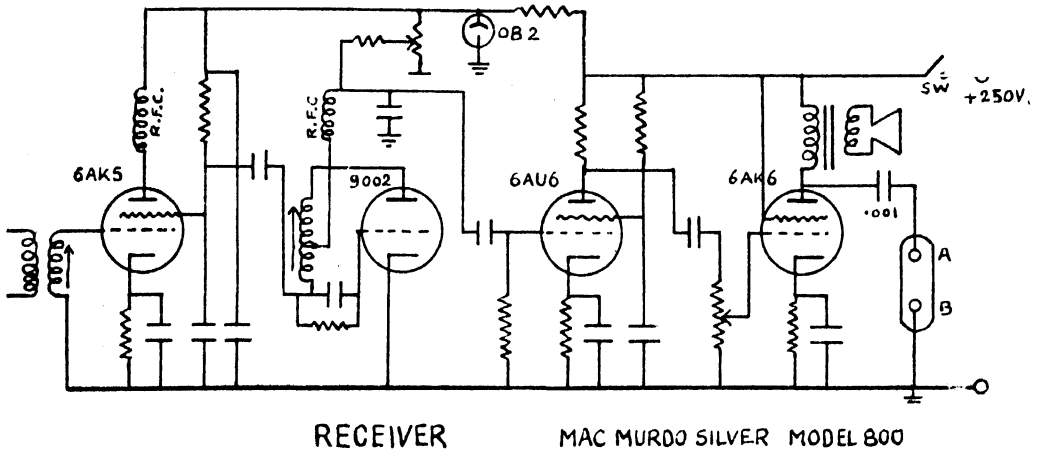 OB2
R.F.C.
R.F.C
SW
+250V.
6AK5
9002
6AU6
6AK6
.001
A
B
RECEIVER
MAC MURDO SILVER MODEL 800